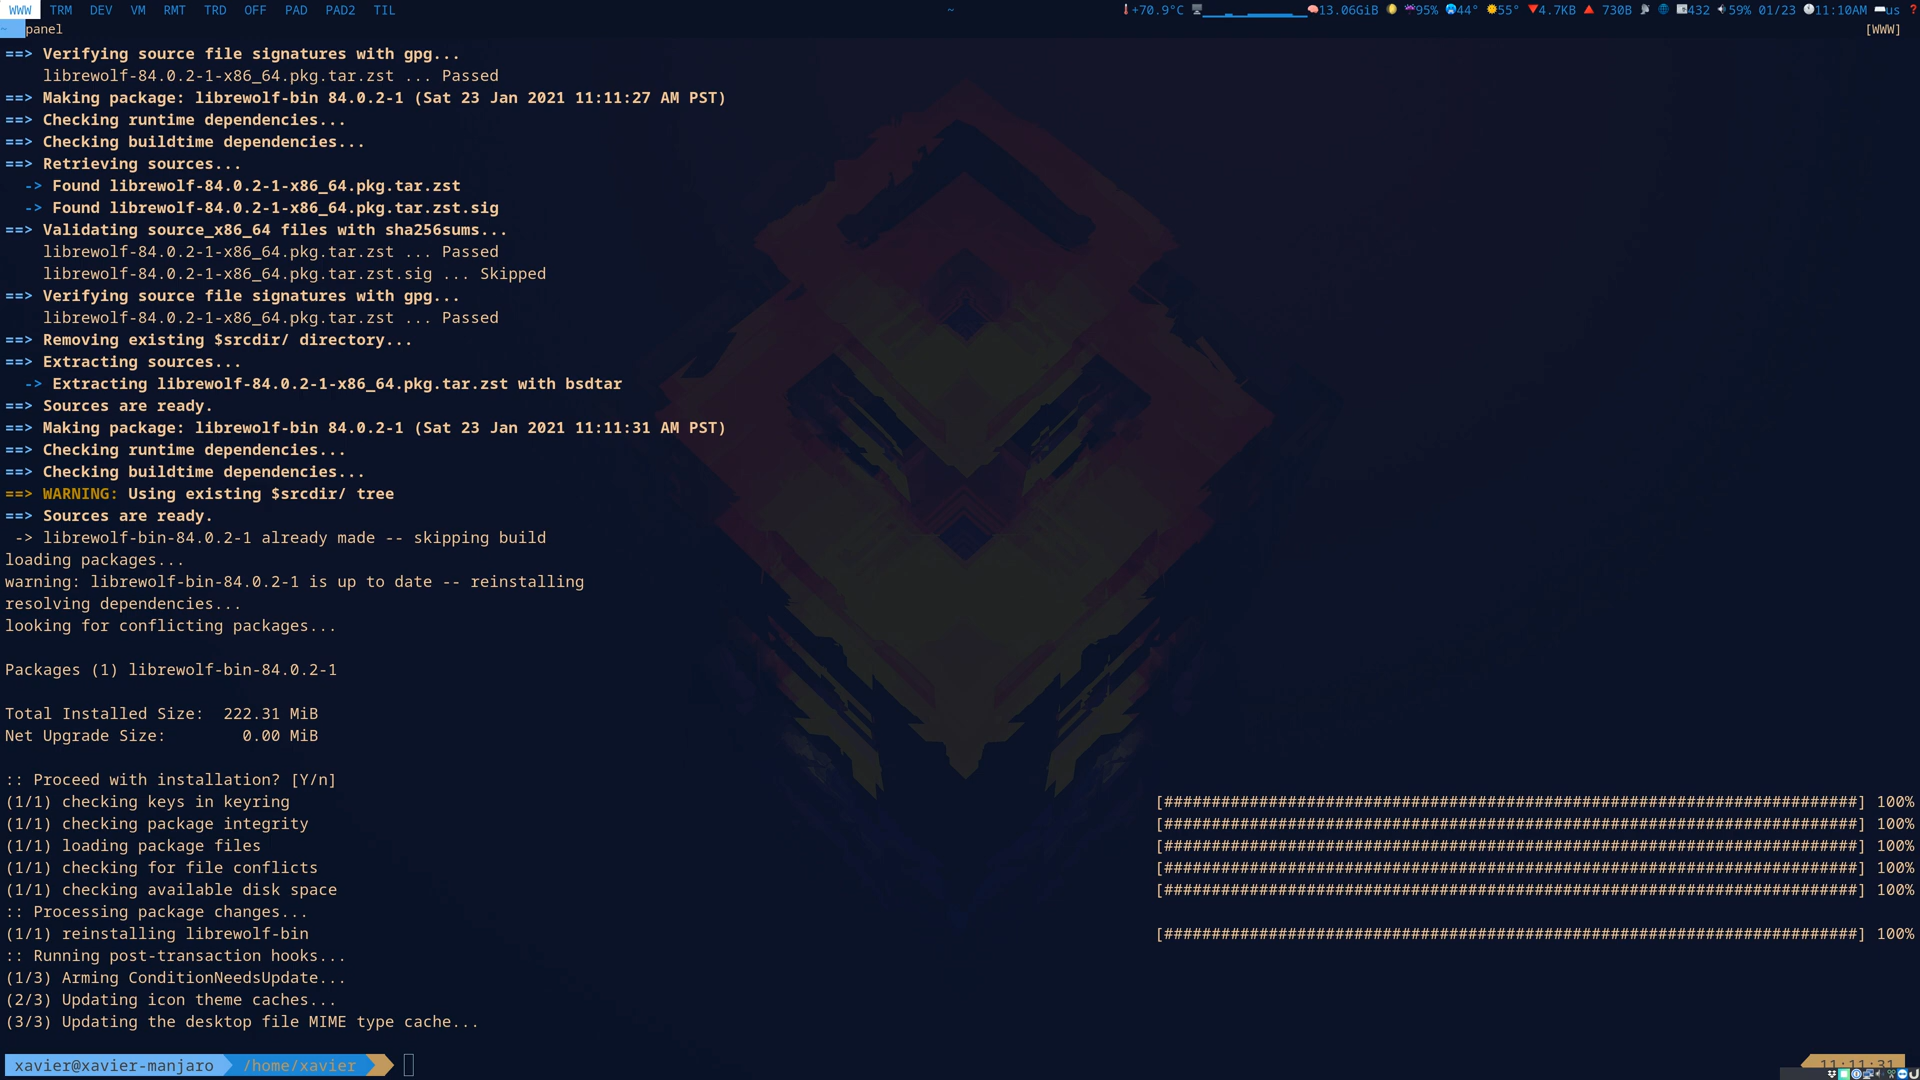 WWW TRM DEV VM RMT TRD OFF PAD PAD2 TIL ~ +70.9°C 13.06GiB 95% 44° 55° 4.7KB 730B 432 59% 01/23 11:10AM us ?
~ panel [WWW]
==> Verifying source file signatures with gpg...
librewolf-84.0.2-1-x86_64.pkg.tar.zst ... Passed
==> Making package: librewolf-bin 84.0.2-1 (Sat 23 Jan 2021 11:11:27 AM PST)
==> Checking runtime dependencies...
==> Checking buildtime dependencies...
==> Retrieving sources...
-> Found librewolf-84.0.2-1-x86_64.pkg.tar.zst
-> Found librewolf-84.0.2-1-x86_64.pkg.tar.zst.sig
==> Validating source_x86_64 files with sha256sums...
librewolf-84.0.2-1-x86_64.pkg.tar.zst ... Passed
librewolf-84.0.2-1-x86_64.pkg.tar.zst.sig ... Skipped
==> Verifying source file signatures with gpg...
librewolf-84.0.2-1-x86_64.pkg.tar.zst ... Passed
==> Removing existing $srcdir/ directory...
==> Extracting sources...
-> Extracting librewolf-84.0.2-1-x86_64.pkg.tar.zst with bsdtar
==> Sources are ready.
==> Making package: librewolf-bin 84.0.2-1 (Sat 23 Jan 2021 11:11:31 AM PST)
==> Checking runtime dependencies...
==> Checking buildtime dependencies...
==> WARNING: Using existing $srcdir/ tree
==> Sources are ready.
-> librewolf-bin-84.0.2-1 already made -- skipping build
loading packages...
warning: librewolf-bin-84.0.2-1 is up to date -- reinstalling
resolving dependencies...
looking for conflicting packages...
Packages (1) librewolf-bin-84.0.2-1
Total Installed Size: 222.31 MiB
Net Upgrade Size: 0.00 MiB
:: Proceed with installation? [Y/n]
(1/1) checking keys in keyring [#########################################################################] 100%
(1/1) checking package integrity [#########################################################################] 100%
(1/1) loading package files [#########################################################################] 100%
(1/1) checking for file conflicts [#########################################################################] 100%
(1/1) checking available disk space [#########################################################################] 100%
:: Processing package changes...
(1/1) reinstalling librewolf-bin [#########################################################################] 100%
:: Running post-transaction hooks...
(1/3) Arming ConditionNeedsUpdate...
(2/3) Updating icon theme caches...
(3/3) Updating the desktop file MIME type cache...
xavier@xavier-manjaro /home/xavier 11:11:31